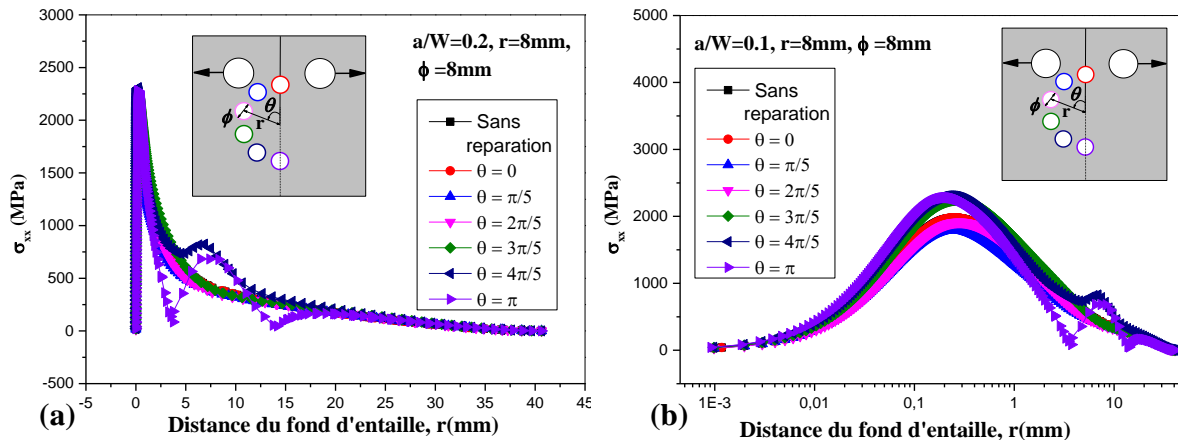 a/W=0.2, r=8mm,
ϕ =8mm
θ
ϕ
r
Sans
reparation
θ = 0
θ = π/5
θ = 2π/5
θ = 3π/5
θ = 4π/5
θ = π
σxx (MPa)
3000
2500
2000
1500
1000
500
0
-500
-5 0 5 10 15 20 25 30 35 40 45
Distance du fond d'entaille, r(mm)
(a)
a/W=0.1, r=8mm, ϕ =8mm
θ
ϕ
r
Sans
reparation
θ = 0
θ = π/5
θ = 2π/5
θ = 3π/5
θ = 4π/5
θ = π
σxx (MPa)
5000
4000
3000
2000
1000
0
1E-3 0,01 0,1 1 10
Distance du fond d'entaille, r(mm)
(b)